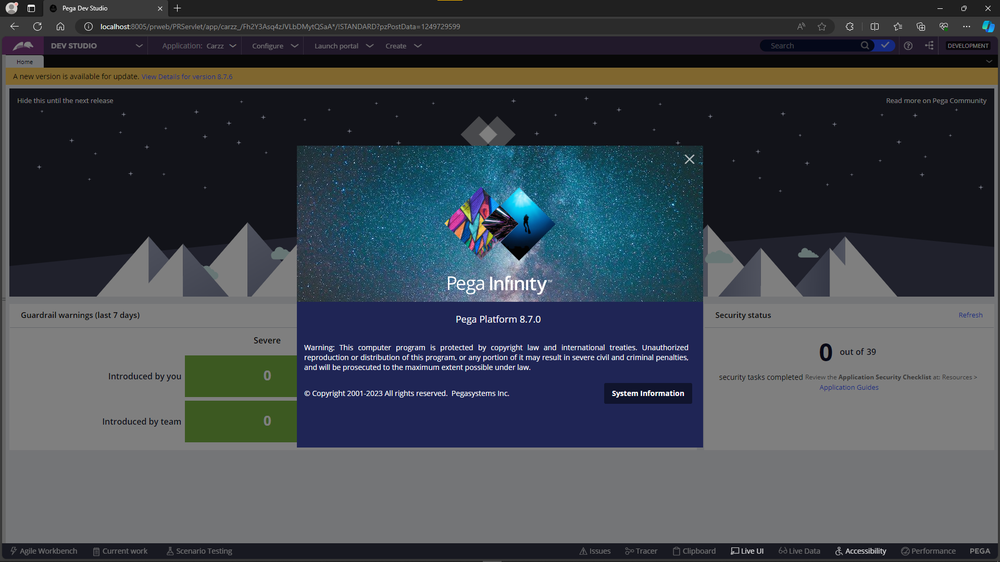 Pega Dev Studio
localhost:8005/prweb/PRServlet/app/carzz_/Fh2Y3Asq4zJVLbDMytQSaA*/!STANDARD?pzPostData=1249729599
DEV STUDIO
Application: Carzz
Configure
Launch portal
Create
Search
DEVELOPMENT
Home
A new version is available for update. View Details for version 8.7.6
Hide this until the next release
Read more on Pega Community
Pega Infinity™
Pega Platform 8.7.0
Warning: This computer program is protected by copyright law and international treaties. Unauthorized
reproduction or distribution of this program, or any portion of it may result in severe civil and criminal penalties,
and will be prosecuted to the maximum extent possible under law.
© Copyright 2001-2023 All rights reserved. Pegasystems Inc.
System Information
Guardrail warnings (last 7 days)
Severe
Introduced by you
0
Introduced by team
0
Security status
Refresh
0 out of 39
security tasks completed Review the Application Security Checklist at: Resources >
Application Guides
Agile Workbench
Current work
Scenario Testing
Issues
Tracer
Clipboard
Live UI
Live Data
Accessibility
Performance
PEGA